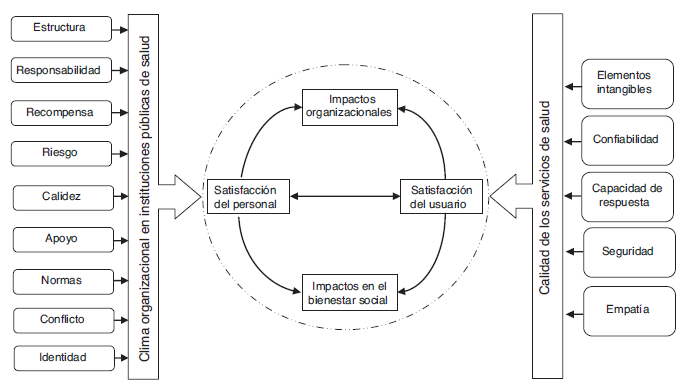 Estructura
Responsabilidad
Recompensa
Riesgo
Calidez
Apoyo
Normas
Conflicto
Identidad
Clima organizacional en instituciones públicas de salud
Impactos
organizacionales
Satisfacción
del personal
Satisfacción
del usuario
Impactos en el
bienestar social
Calidad de los servicios de salud
Elementos
intangibles
Confiabilidad
Capacidad de
respuesta
Seguridad
Empatía